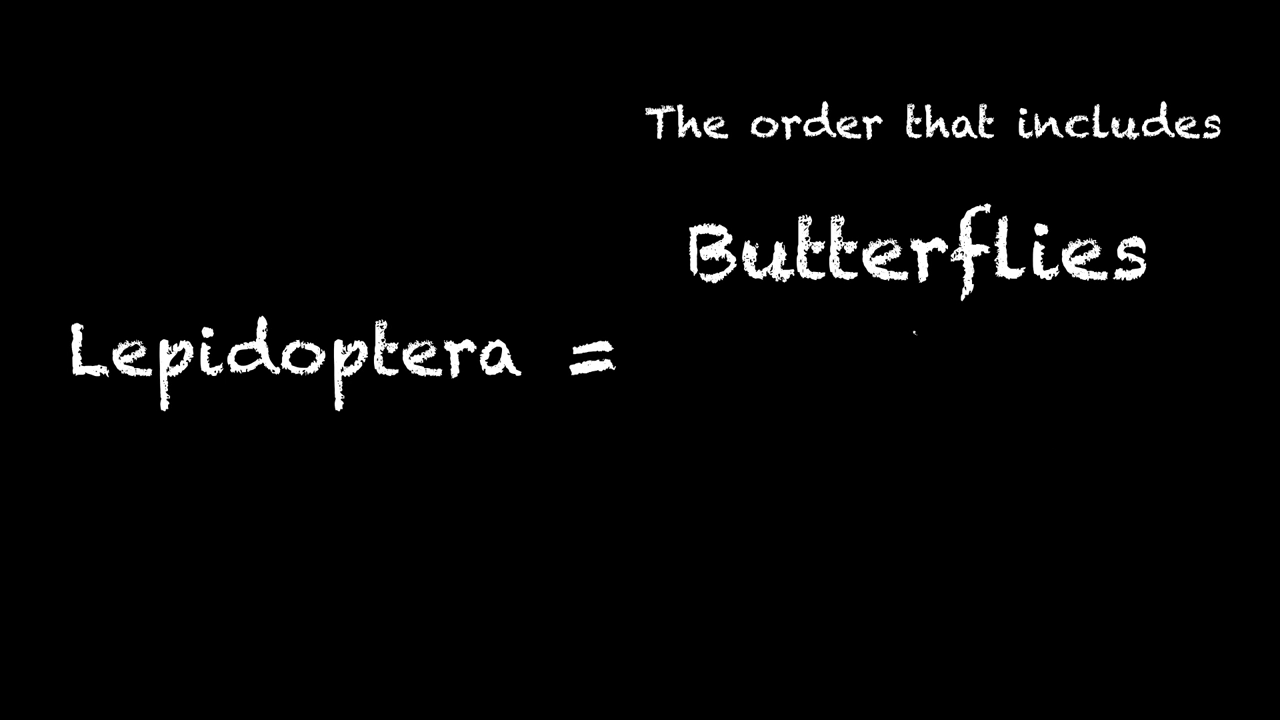 The order that includes
Butterflies
Lepidoptera =